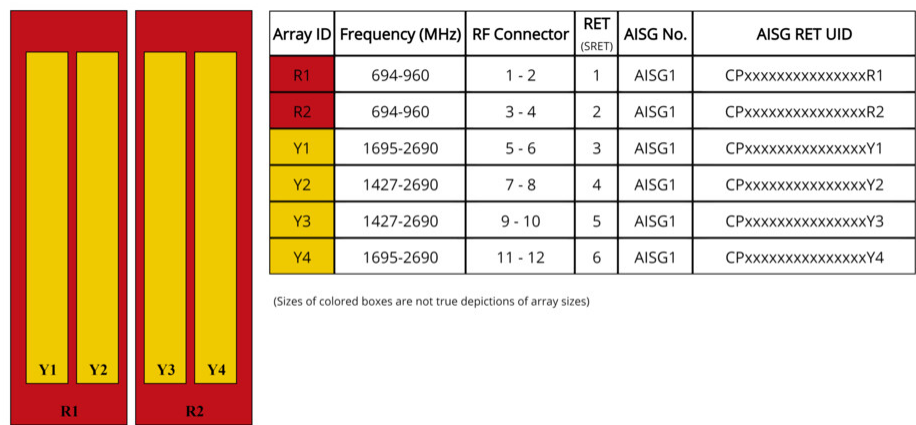 Y1 Y2 Y3 Y4
R1 R2
Array ID Frequency (MHz) RF Connector RET (SRET) AISG No. AISG RET UID
R1 694-960 1 - 2 1 AISG1 CPxxxxxxxxxxxxxxxR1
R2 694-960 3 - 4 2 AISG1 CPxxxxxxxxxxxxxxxR2
Y1 1695-2690 5 - 6 3 AISG1 CPxxxxxxxxxxxxxxxY1
Y2 1427-2690 7 - 8 4 AISG1 CPxxxxxxxxxxxxxxxY2
Y3 1427-2690 9 - 10 5 AISG1 CPxxxxxxxxxxxxxxxY3
Y4 1695-2690 11 - 12 6 AISG1 CPxxxxxxxxxxxxxxxY4
(Sizes of colored boxes are not true depictions of array sizes)